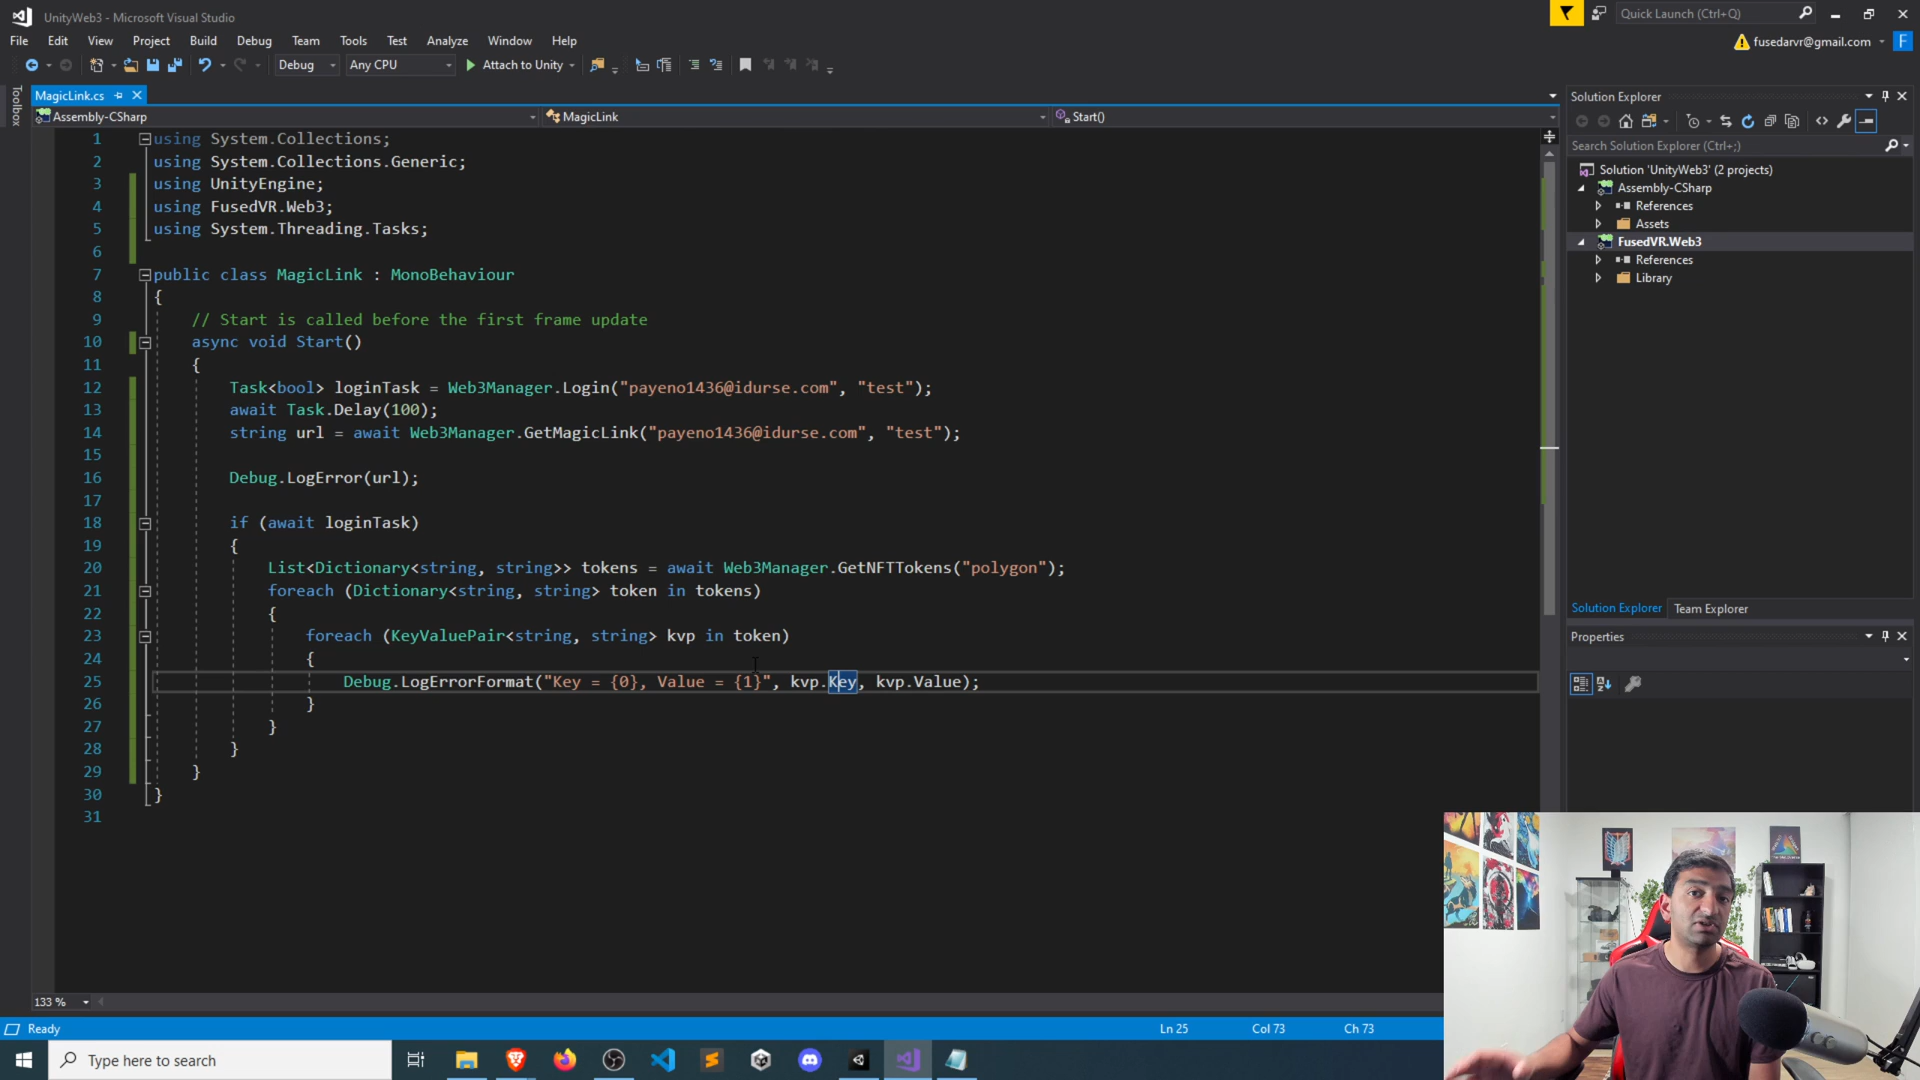 UnityWeb3 - Microsoft Visual Studio
Quick Launch (Ctrl+Q)
File Edit View Project Build Debug Team Tools Test Analyze Window Help
fusedarvr@gmail.com F
Debug Any CPU Attach to Unity
Toolbox
MagicLink.cs
Assembly-CSharp MagicLink Start()
1 using System.Collections;
2 using System.Collections.Generic;
3 using UnityEngine;
4 using FusedVR.Web3;
5 using System.Threading.Tasks;
6
7 public class MagicLink : MonoBehaviour
8 {
9 // Start is called before the first frame update
10 async void Start()
11 {
12 Task<bool> loginTask = Web3Manager.Login("payeno1436@idurse.com", "test");
13 await Task.Delay(100);
14 string url = await Web3Manager.GetMagicLink("payeno1436@idurse.com", "test");
15
16 Debug.LogError(url);
17
18 if (await loginTask)
19 {
20 List<Dictionary<string, string>> tokens = await Web3Manager.GetNFTTokens("polygon");
21 foreach (Dictionary<string, string> token in tokens)
22 {
23 foreach (KeyValuePair<string, string> kvp in token)
24 {
25 Debug.LogErrorFormat("Key = {0}, Value = {1}", kvp.Key, kvp.Value);
26 }
27 }
28 }
29 }
30 }
31
133 %
Solution Explorer
Search Solution Explorer (Ctrl+;)
Solution 'UnityWeb3' (2 projects)
Assembly-CSharp
References
Assets
FusedVR.Web3
References
Library
Solution Explorer Team Explorer
Properties
Ready Ln 25 Col 73 Ch 73
Type here to search